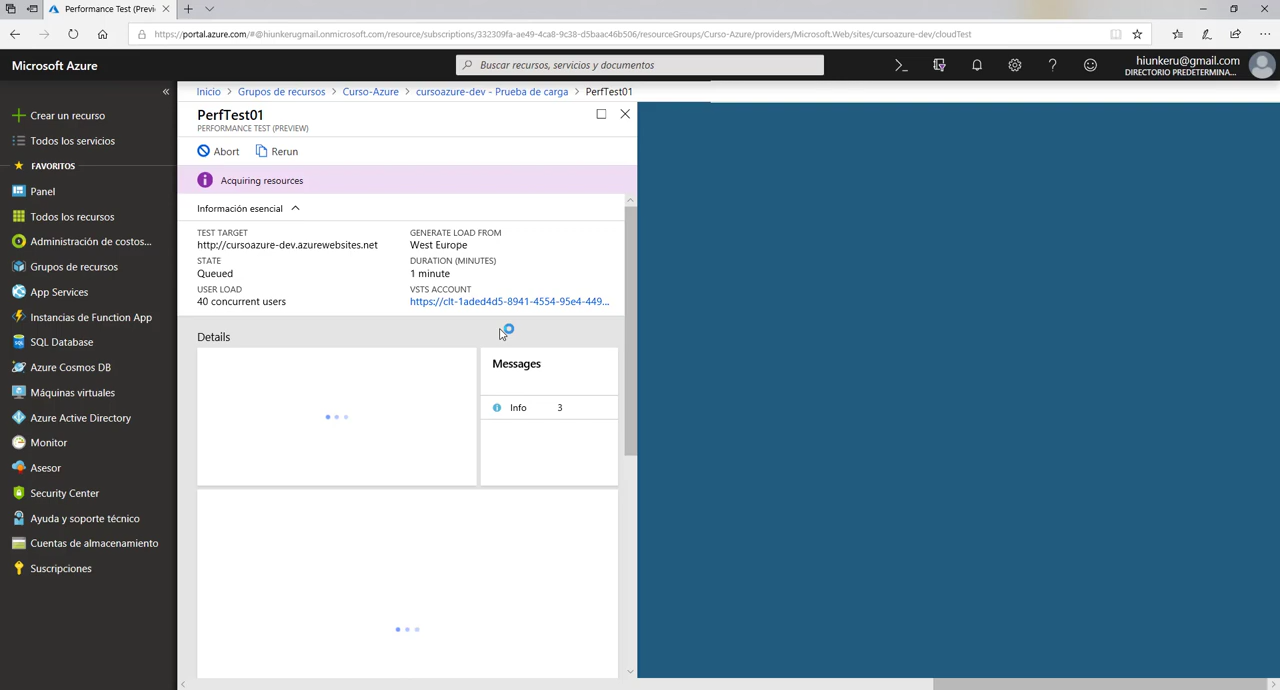 Performance Test (Previ
https://portal.azure.com/#@hiunkerugmail.onmicrosoft.com/resource/subscriptions/332309fa-ae49-4ca8-9c38-d5baac46b506/resourceGroups/Curso-Azure/providers/Microsoft.Web/sites/cursoazure-dev/cloudTest
Microsoft Azure
Buscar recursos, servicios y documentos
hiunkeru@gmail.com
DIRECTORIO PREDETERMINA...
Inicio > Grupos de recursos > Curso-Azure > cursoazure-dev - Prueba de carga > PerfTest01
Crear un recurso
Todos los servicios
FAVORITOS
Panel
Todos los recursos
Administración de costos...
Grupos de recursos
App Services
Instancias de Function App
SQL Database
Azure Cosmos DB
Máquinas virtuales
Azure Active Directory
Monitor
Asesor
Security Center
Ayuda y soporte técnico
Cuentas de almacenamiento
Suscripciones
PerfTest01
PERFORMANCE TEST (PREVIEW)
Abort Rerun
Acquiring resources
Información esencial
TEST TARGET
http://cursoazure-dev.azurewebsites.net
STATE
Queued
USER LOAD
40 concurrent users
GENERATE LOAD FROM
West Europe
DURATION (MINUTES)
1 minute
VSTS ACCOUNT
https://clt-1aded4d5-8941-4554-95e4-449...
Details
Messages
Info 3